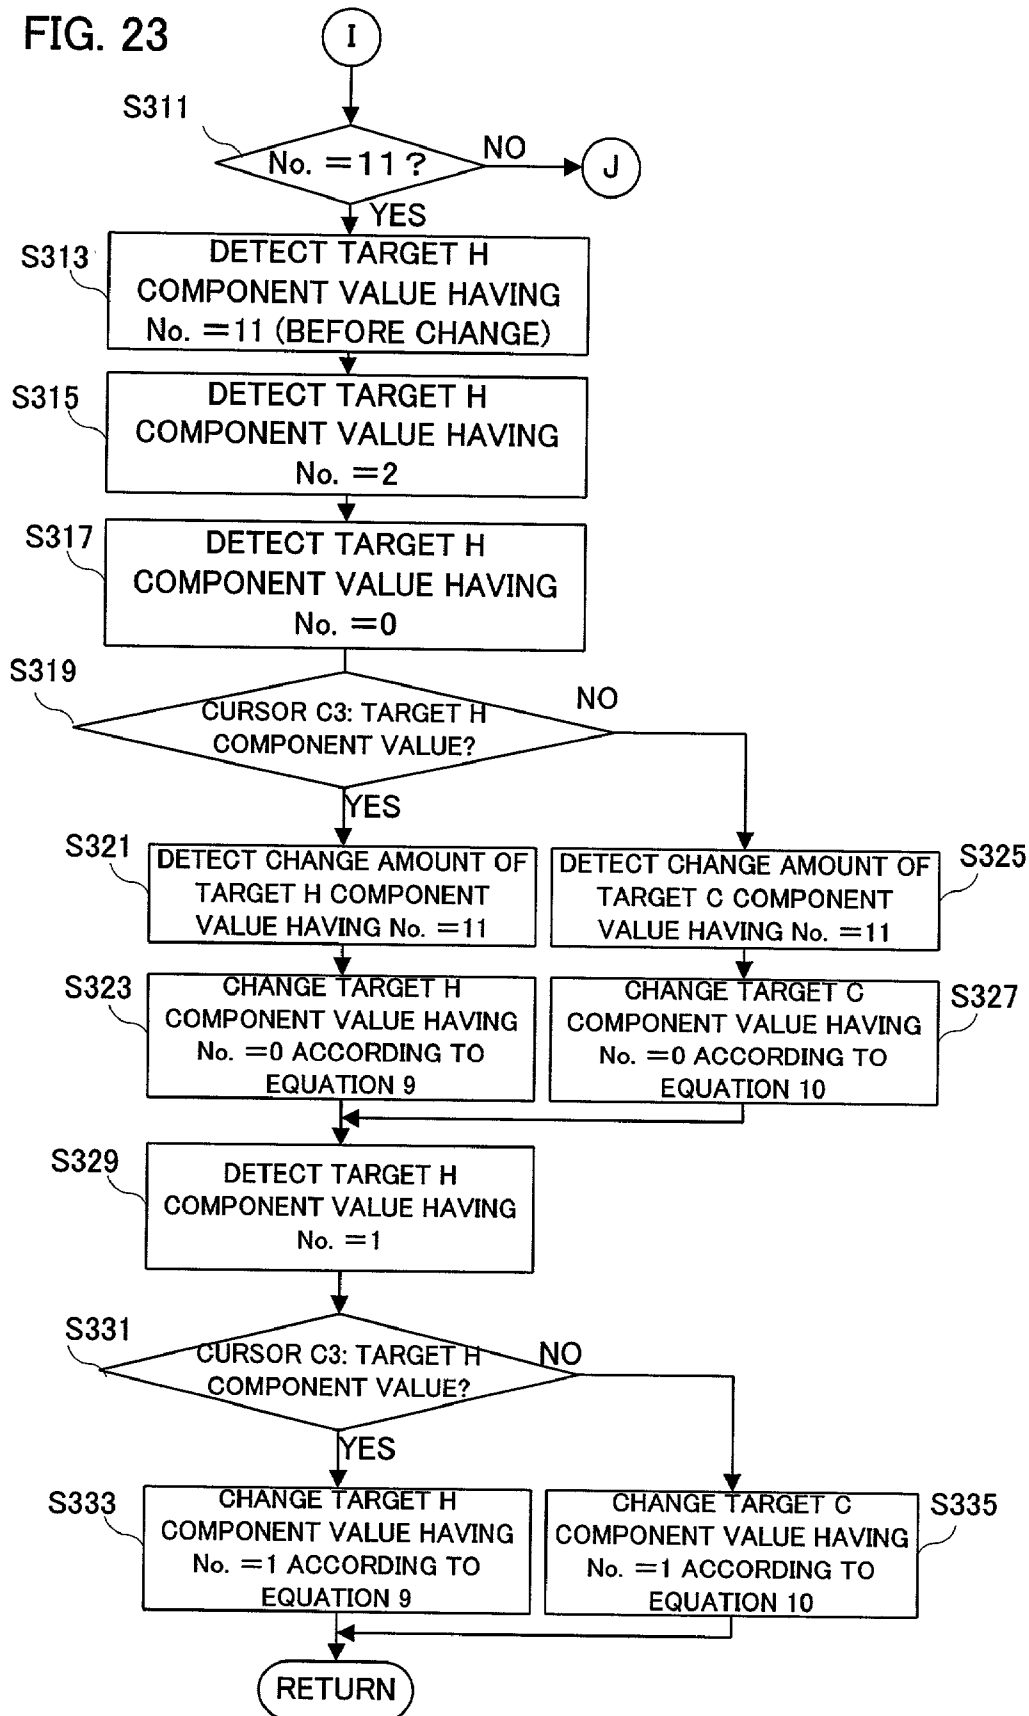 FIG. 23
I
S311
No. =11?
NO
J
YES
S313
DETECT TARGET H
COMPONENT VALUE HAVING
No. =11 (BEFORE CHANGE)
S315
DETECT TARGET H
COMPONENT VALUE HAVING
No. =2
S317
DETECT TARGET H
COMPONENT VALUE HAVING
No. =0
S319
CURSOR C3: TARGET H
COMPONENT VALUE?
NO
YES
S321
DETECT CHANGE AMOUNT OF
TARGET H COMPONENT
VALUE HAVING No. =11
DETECT CHANGE AMOUNT OF
TARGET C COMPONENT
VALUE HAVING No. =11
S325
S323
CHANGE TARGET H
COMPONENT VALUE HAVING
No. =0 ACCORDING TO
EQUATION 9
CHANGE TARGET C
COMPONENT VALUE HAVING
No. =0 ACCORDING TO
EQUATION 10
S327
S329
DETECT TARGET H
COMPONENT VALUE HAVING
No. =1
S331
CURSOR C3: TARGET H
COMPONENT VALUE?
NO
YES
S333
CHANGE TARGET H
COMPONENT VALUE HAVING
No. =1 ACCORDING TO
EQUATION 9
CHANGE TARGET C
COMPONENT VALUE HAVING
No. =1 ACCORDING TO
EQUATION 10
S335
RETURN